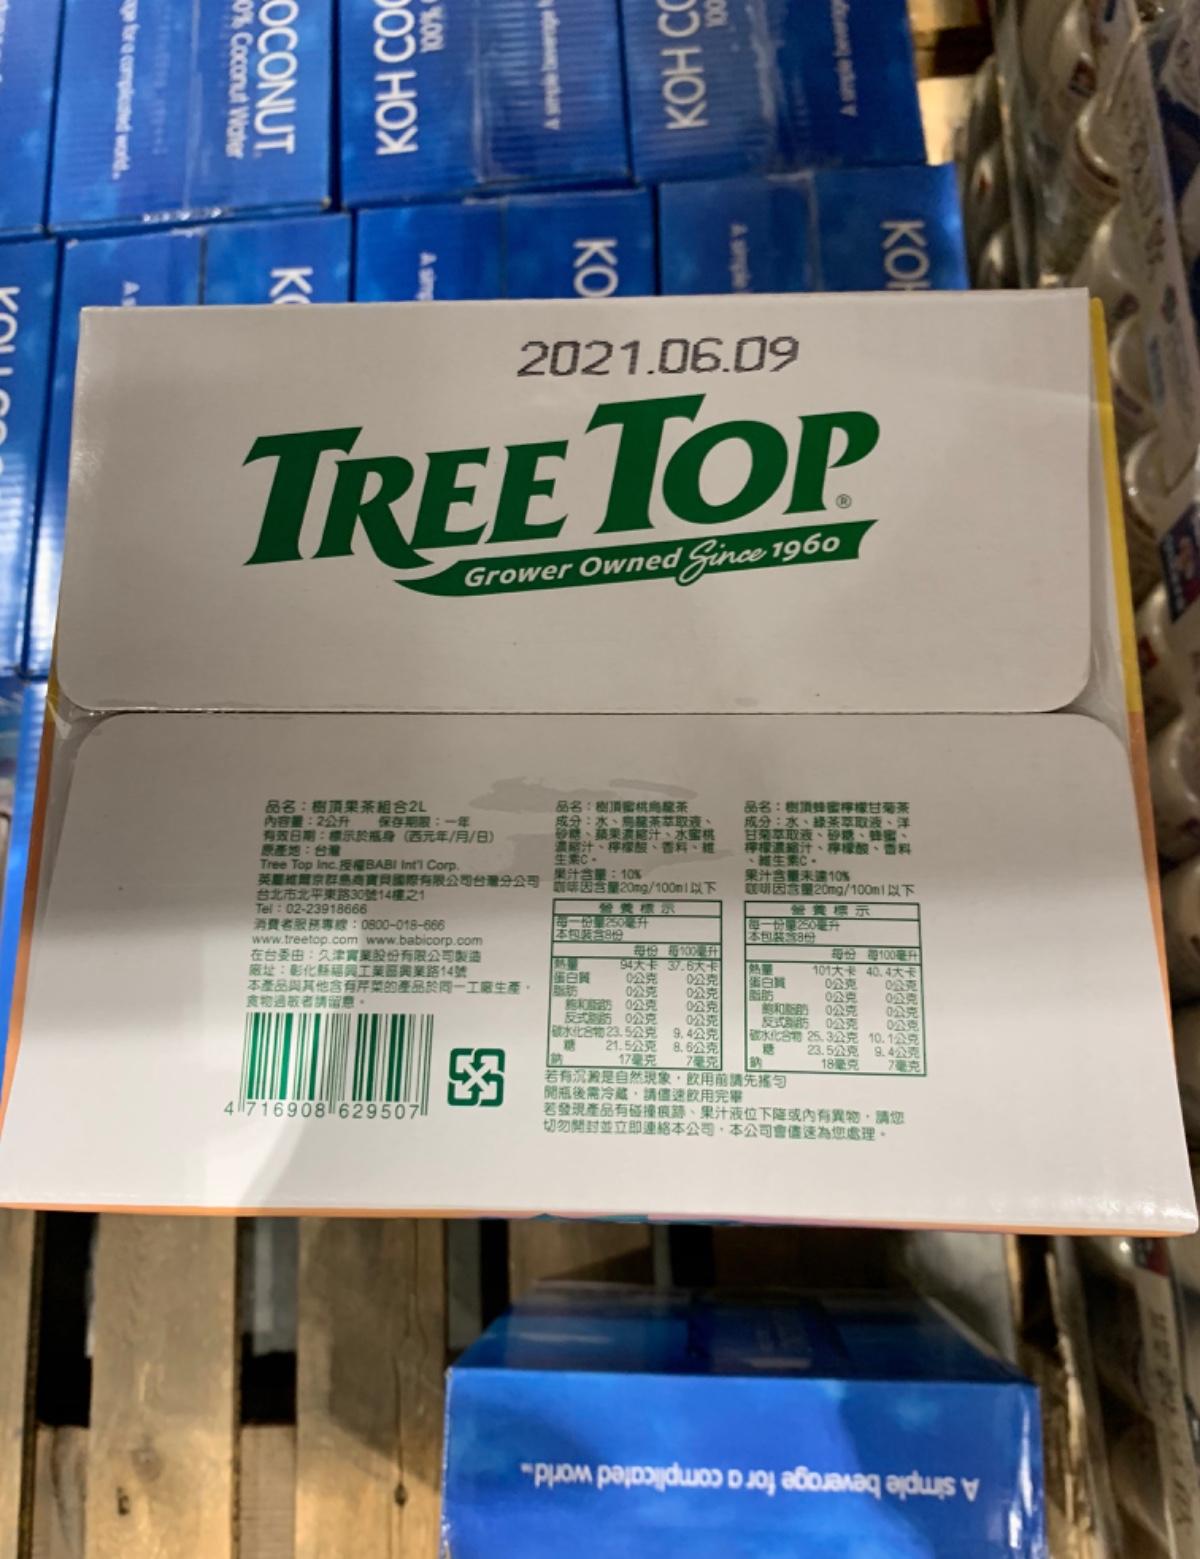 OCONUT
0% Coconut Water
KOH COC
100%
KOH CO
100
A simple beverage
KO
KOH
2021.06.09
TREE TOP®
Grower Owned Since 1960
品名：樹頂果茶組合2L
內容量：2公升 保存期限：一年
有效日期：標示於瓶身 (西元年/月/日)
原產地：台灣
Tree Top Inc.授權BABI Int'l Corp.
英屬維爾京群島商寶貝國際有限公司台灣分公司
台北市北平東路30號14樓之1
Tel：02-23918666
消費者服務專線：0800-018-666
www.treetop.com www.babicorp.com
在台委由：久津實業股份有限公司製造
廠址：彰化縣福興工業區興業路14號
本產品與其他含有芹菜的產品於同一工廠生產，
食物過敏者請留意。
4 716908 629507
品名：樹頂蜜桃烏龍茶
成分：水、烏龍茶萃取液、
砂糖、蘋果濃縮汁、水蜜桃
濃縮汁、檸檬酸、香料、維
生素C。
果汁含量：10%
咖啡因含量20mg/100ml以下
營養標示
每一份量250毫升
本包裝含8份
每份 每100毫升
熱量 94大卡 37.6大卡
蛋白質 0公克 0公克
脂肪 0公克 0公克
飽和脂肪 0公克 0公克
反式脂肪 0公克 0公克
碳水化合物 23.5公克 9.4公克
糖 21.5公克 8.6公克
鈉 17毫克 7毫克
品名：樹頂蜂蜜檸檬甘菊茶
成分：水、綠茶萃取液、洋
甘菊萃取液、砂糖、蜂蜜、
檸檬濃縮汁、檸檬酸、香料
、維生素C。
果汁含量未達10%
咖啡因含量20mg/100ml以下
營養標示
每一份量250毫升
本包裝含8份
每份 每100毫升
熱量 101大卡 40.4大卡
蛋白質 0公克 0公克
脂肪 0公克 0公克
飽和脂肪 0公克 0公克
反式脂肪 0公克 0公克
碳水化合物 25.3公克 10.1公克
糖 23.5公克 9.4公克
鈉 18毫克 7毫克
若有沉澱是自然現象，飲用前請先搖勻
開瓶後需冷藏，請儘速飲用完畢
若發現產品有碰撞痕跡、果汁液位下降或內有異物，請您
切勿開封並立即連絡本公司，本公司會儘速為您處理。
A simple beverage for a complicated world.™